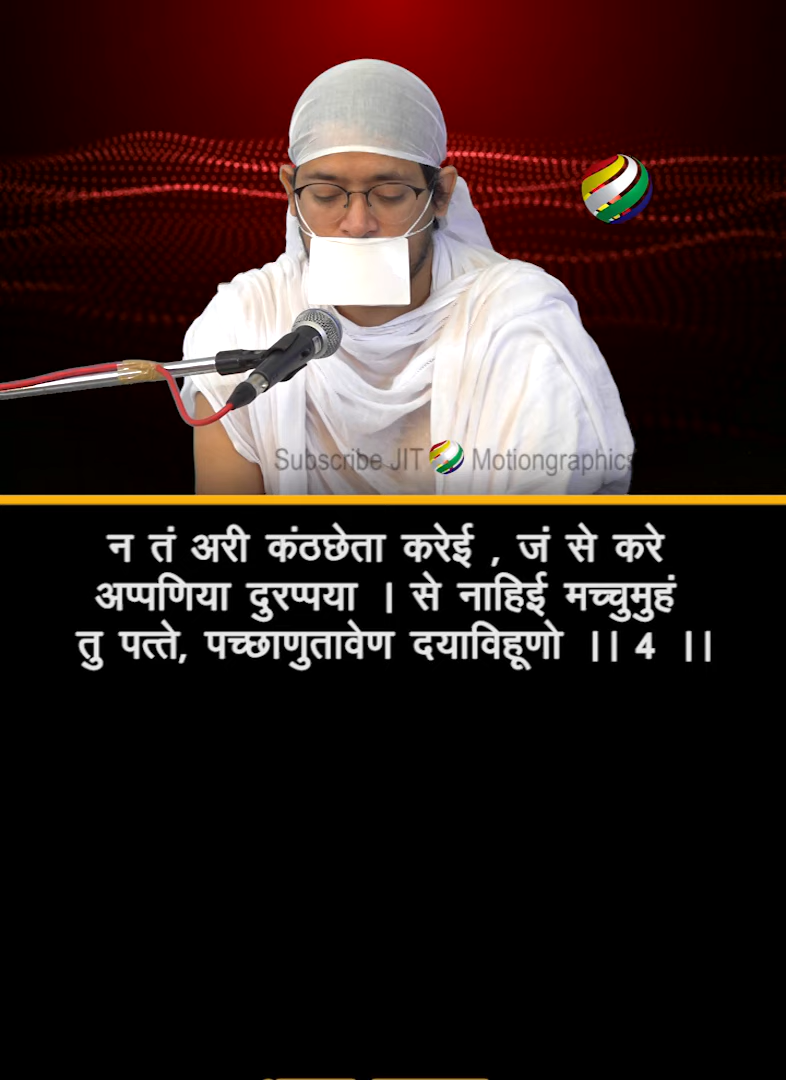 Subscribe JIT Motiongraphics
न तं अरी कंठछेता करेई , जं से करे
अप्पणिया दुरप्पया । से नाहिई मच्चुमुहं
तु पत्ते, पच्छाणुतावेण दयाविहूणो ।। 4 ।।